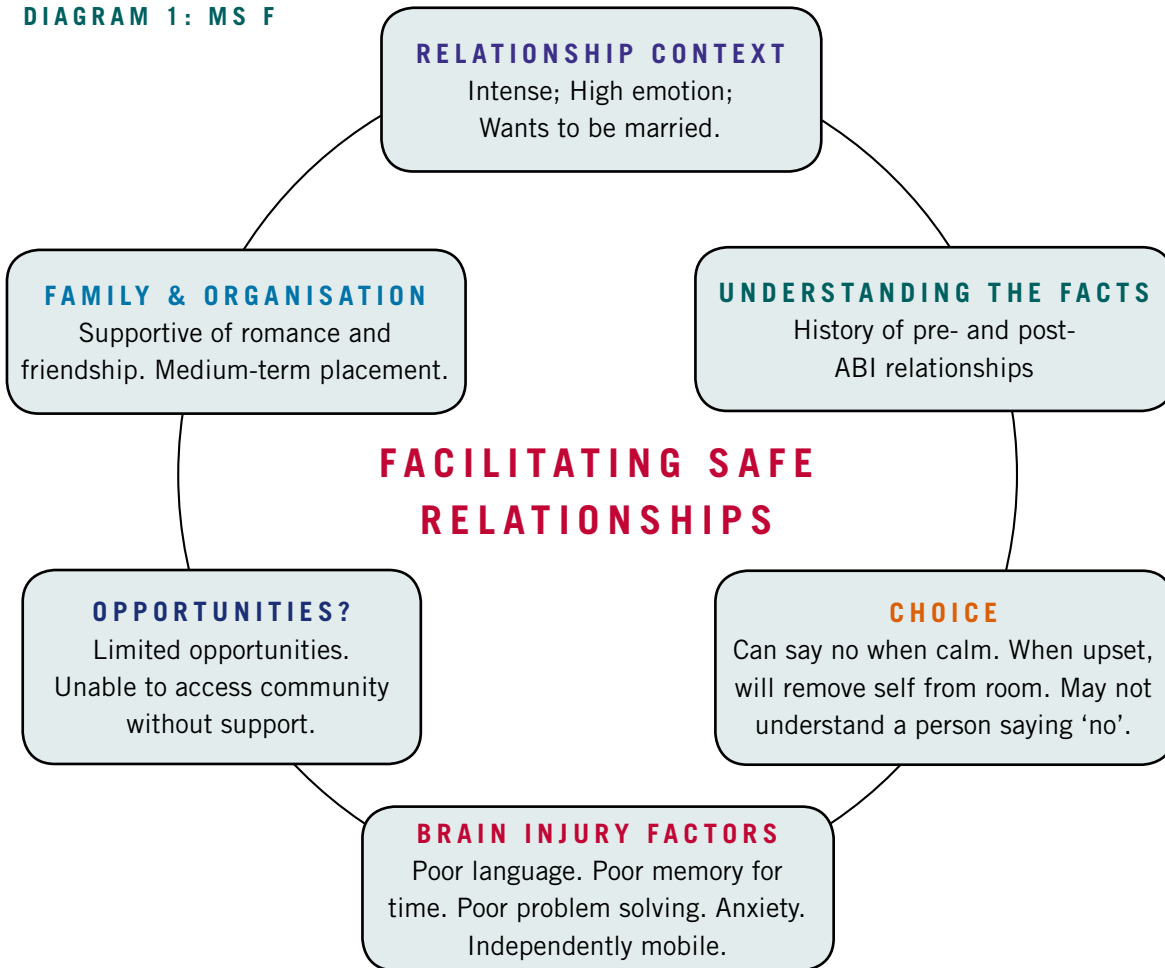 DIAGRAM 1: MS F
RELATIONSHIP CONTEXT
Intense; High emotion;
Wants to be married.
FAMILY & ORGANISATION
Supportive of romance and
friendship. Medium-term placement.
UNDERSTANDING THE FACTS
History of pre- and post-
ABI relationships
FACILITATING SAFE
RELATIONSHIPS
OPPORTUNITIES?
Limited opportunities.
Unable to access community
without support.
CHOICE
Can say no when calm. When upset,
will remove self from room. May not
understand a person saying ‘no’.
BRAIN INJURY FACTORS
Poor language. Poor memory for
time. Poor problem solving. Anxiety.
Independently mobile.